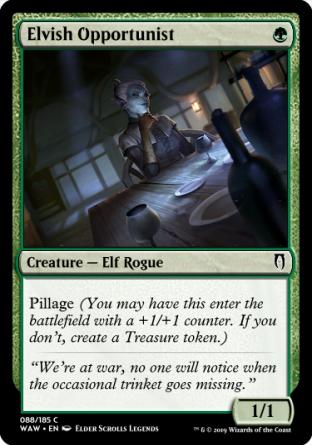 Elvish Opportunist
Creature — Elf Rogue
Pillage (You may have this enter the
battlefield with a +1/+1 counter. If you
don't, create a Treasure token.)
"We're at war, no one will notice when
the occasional trinket goes missing."
1/1
088/185 C
WAW • EN Elder Scrolls Legends
™ & © 2019 Wizards of the Coast